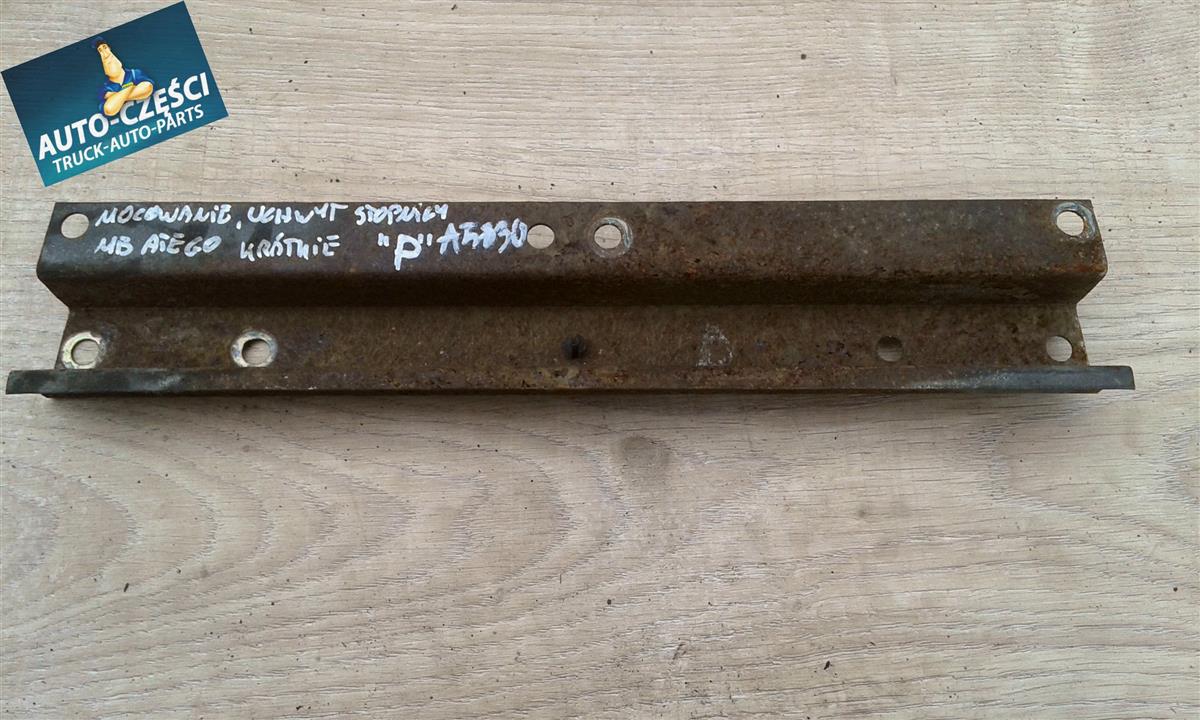 AUTO-CZĘŚCI
TRUCK-AUTO-PARTS
MOCOWANIE, UCHWYT STOPNICY
MB ATEGO KRÓTKIE "P"